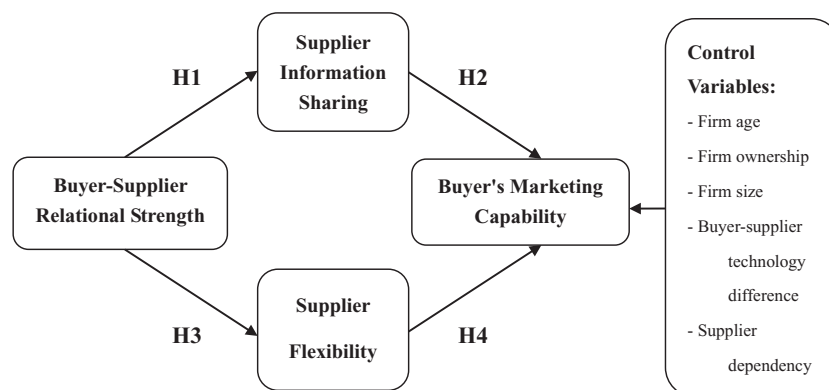 Supplier
Information
Sharing
H1
H2
Buyer-Supplier
Relational Strength
Buyer's Marketing
Capability
H3
H4
Supplier
Flexibility
Control
Variables:
- Firm age
- Firm ownership
- Firm size
- Buyer-supplier
technology
difference
- Supplier
dependency